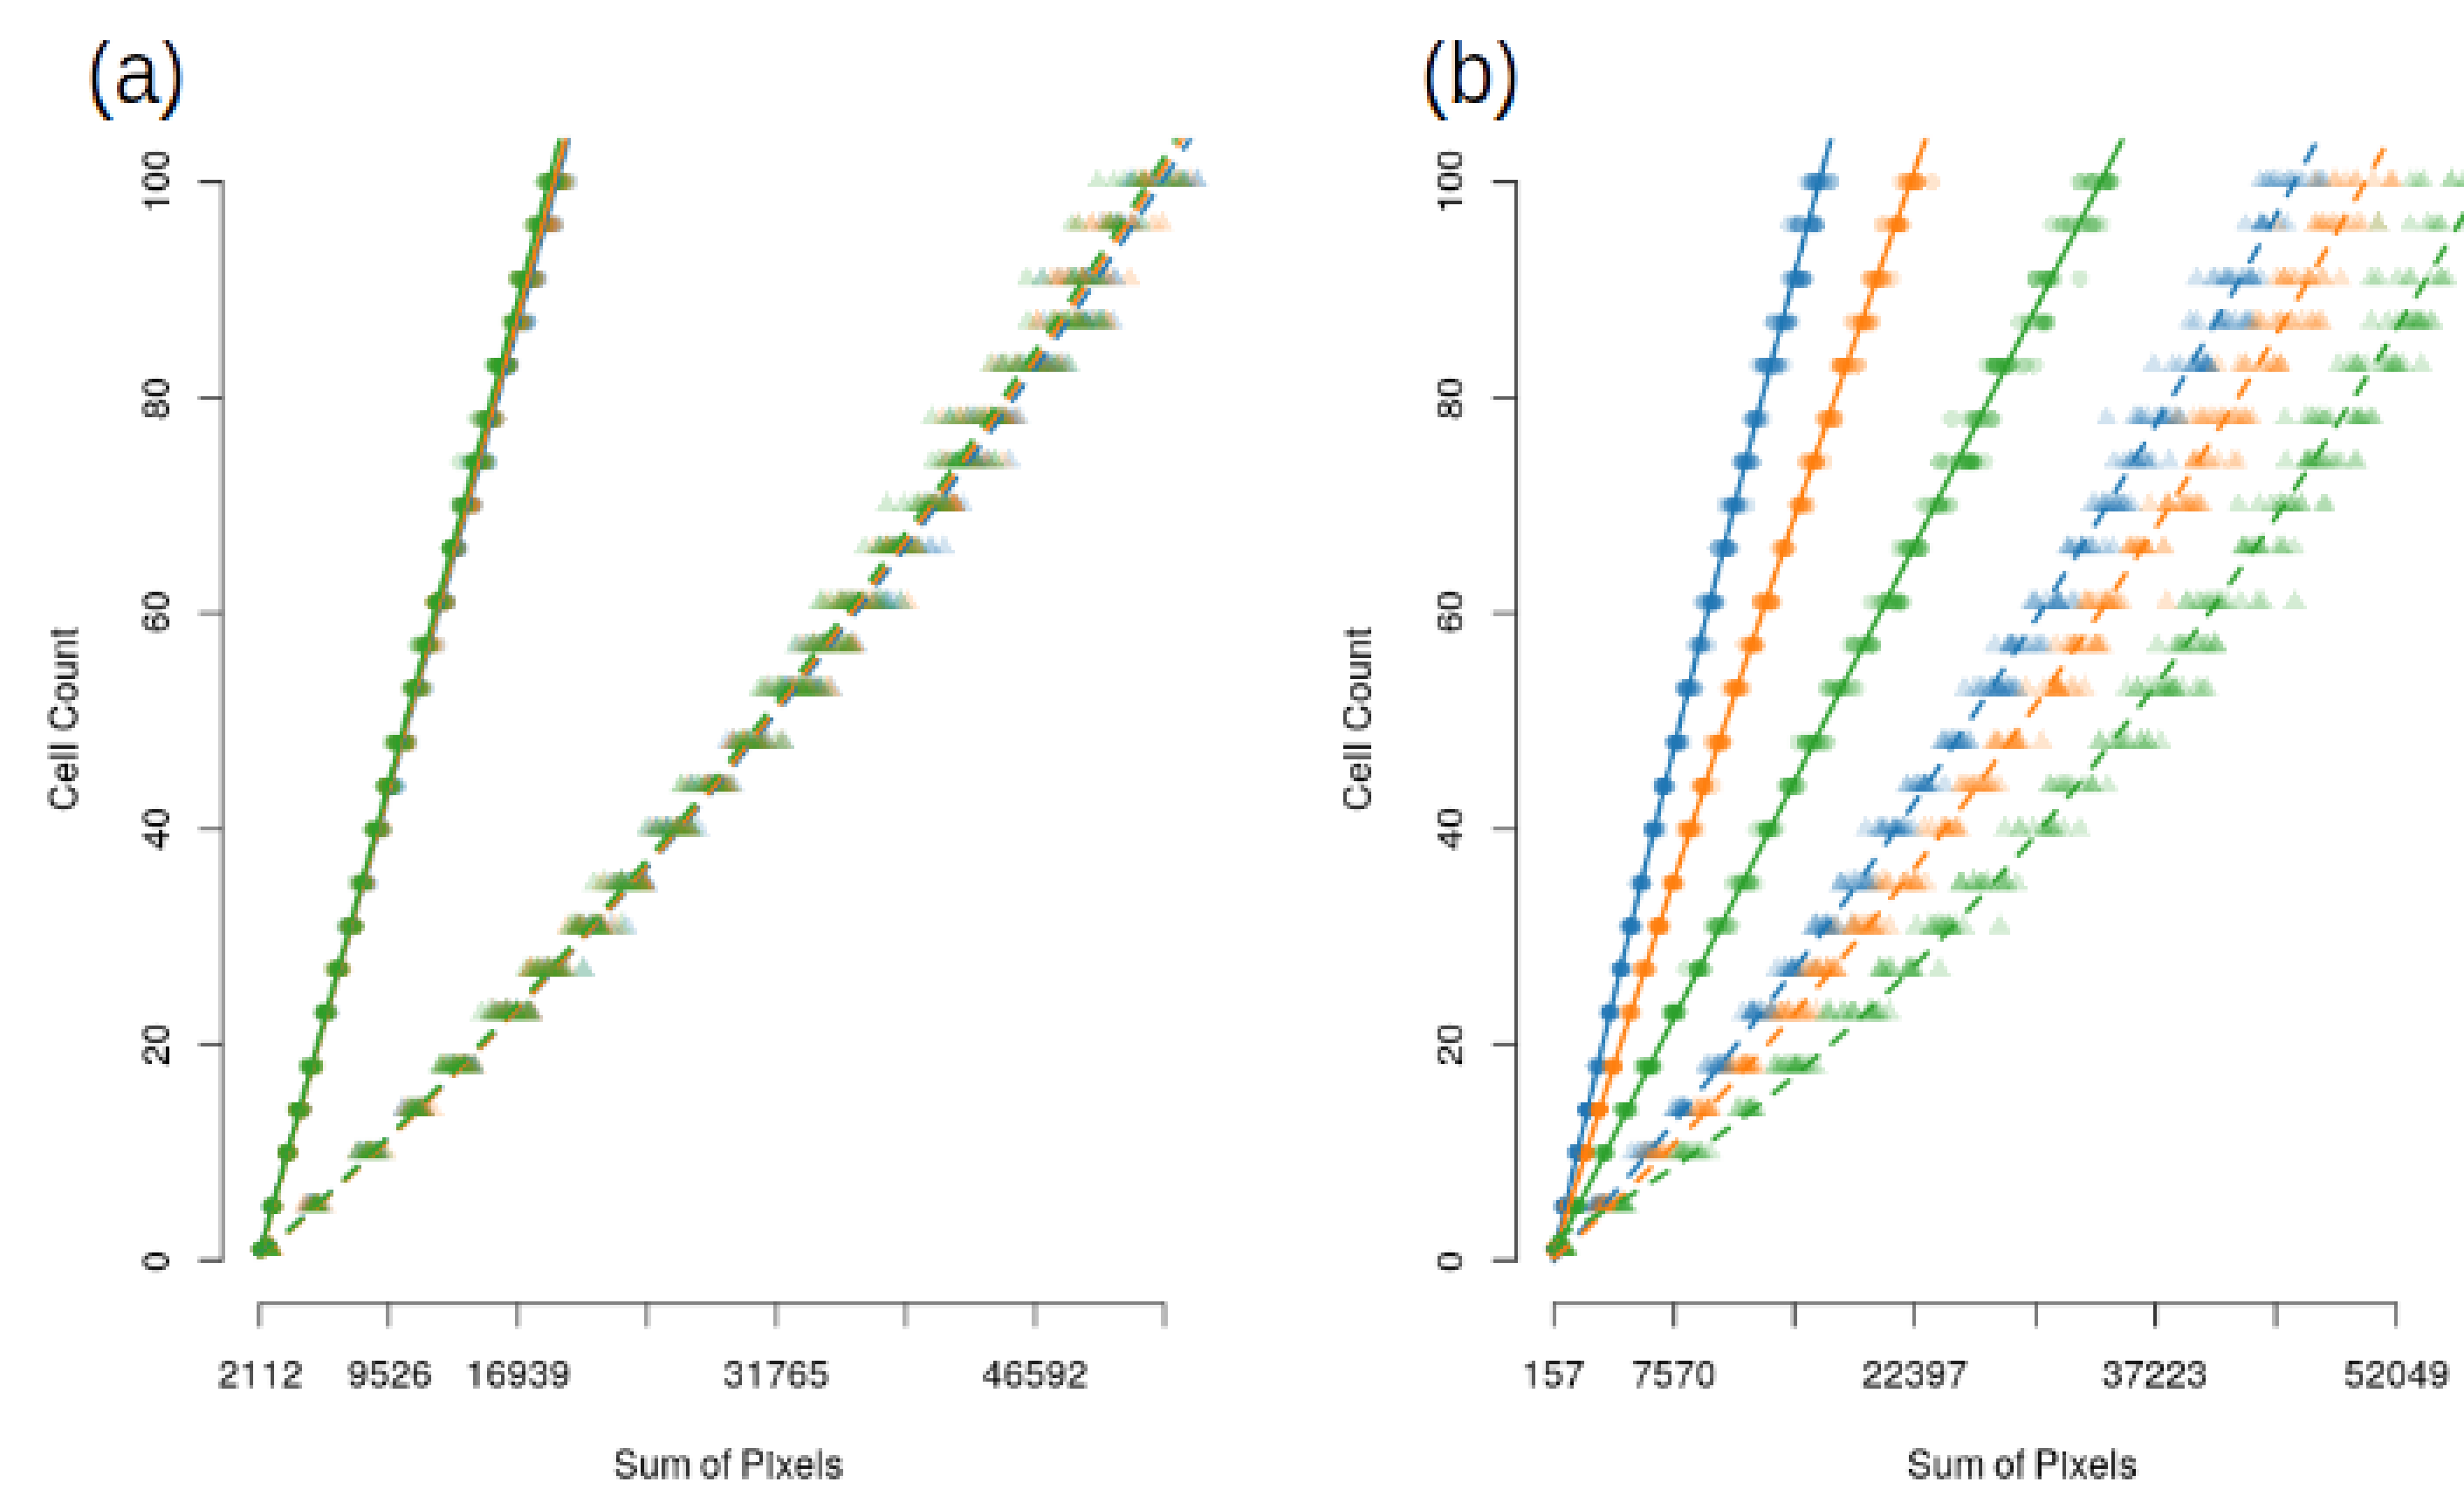 (a) (b)
100 100
80 80
60 60
40 40
20 20
0 0
Cell Count Cell Count
2112 9526 16939 31765 46592 157 7570 22397 37223 52049
Sum of Pixels Sum of Pixels